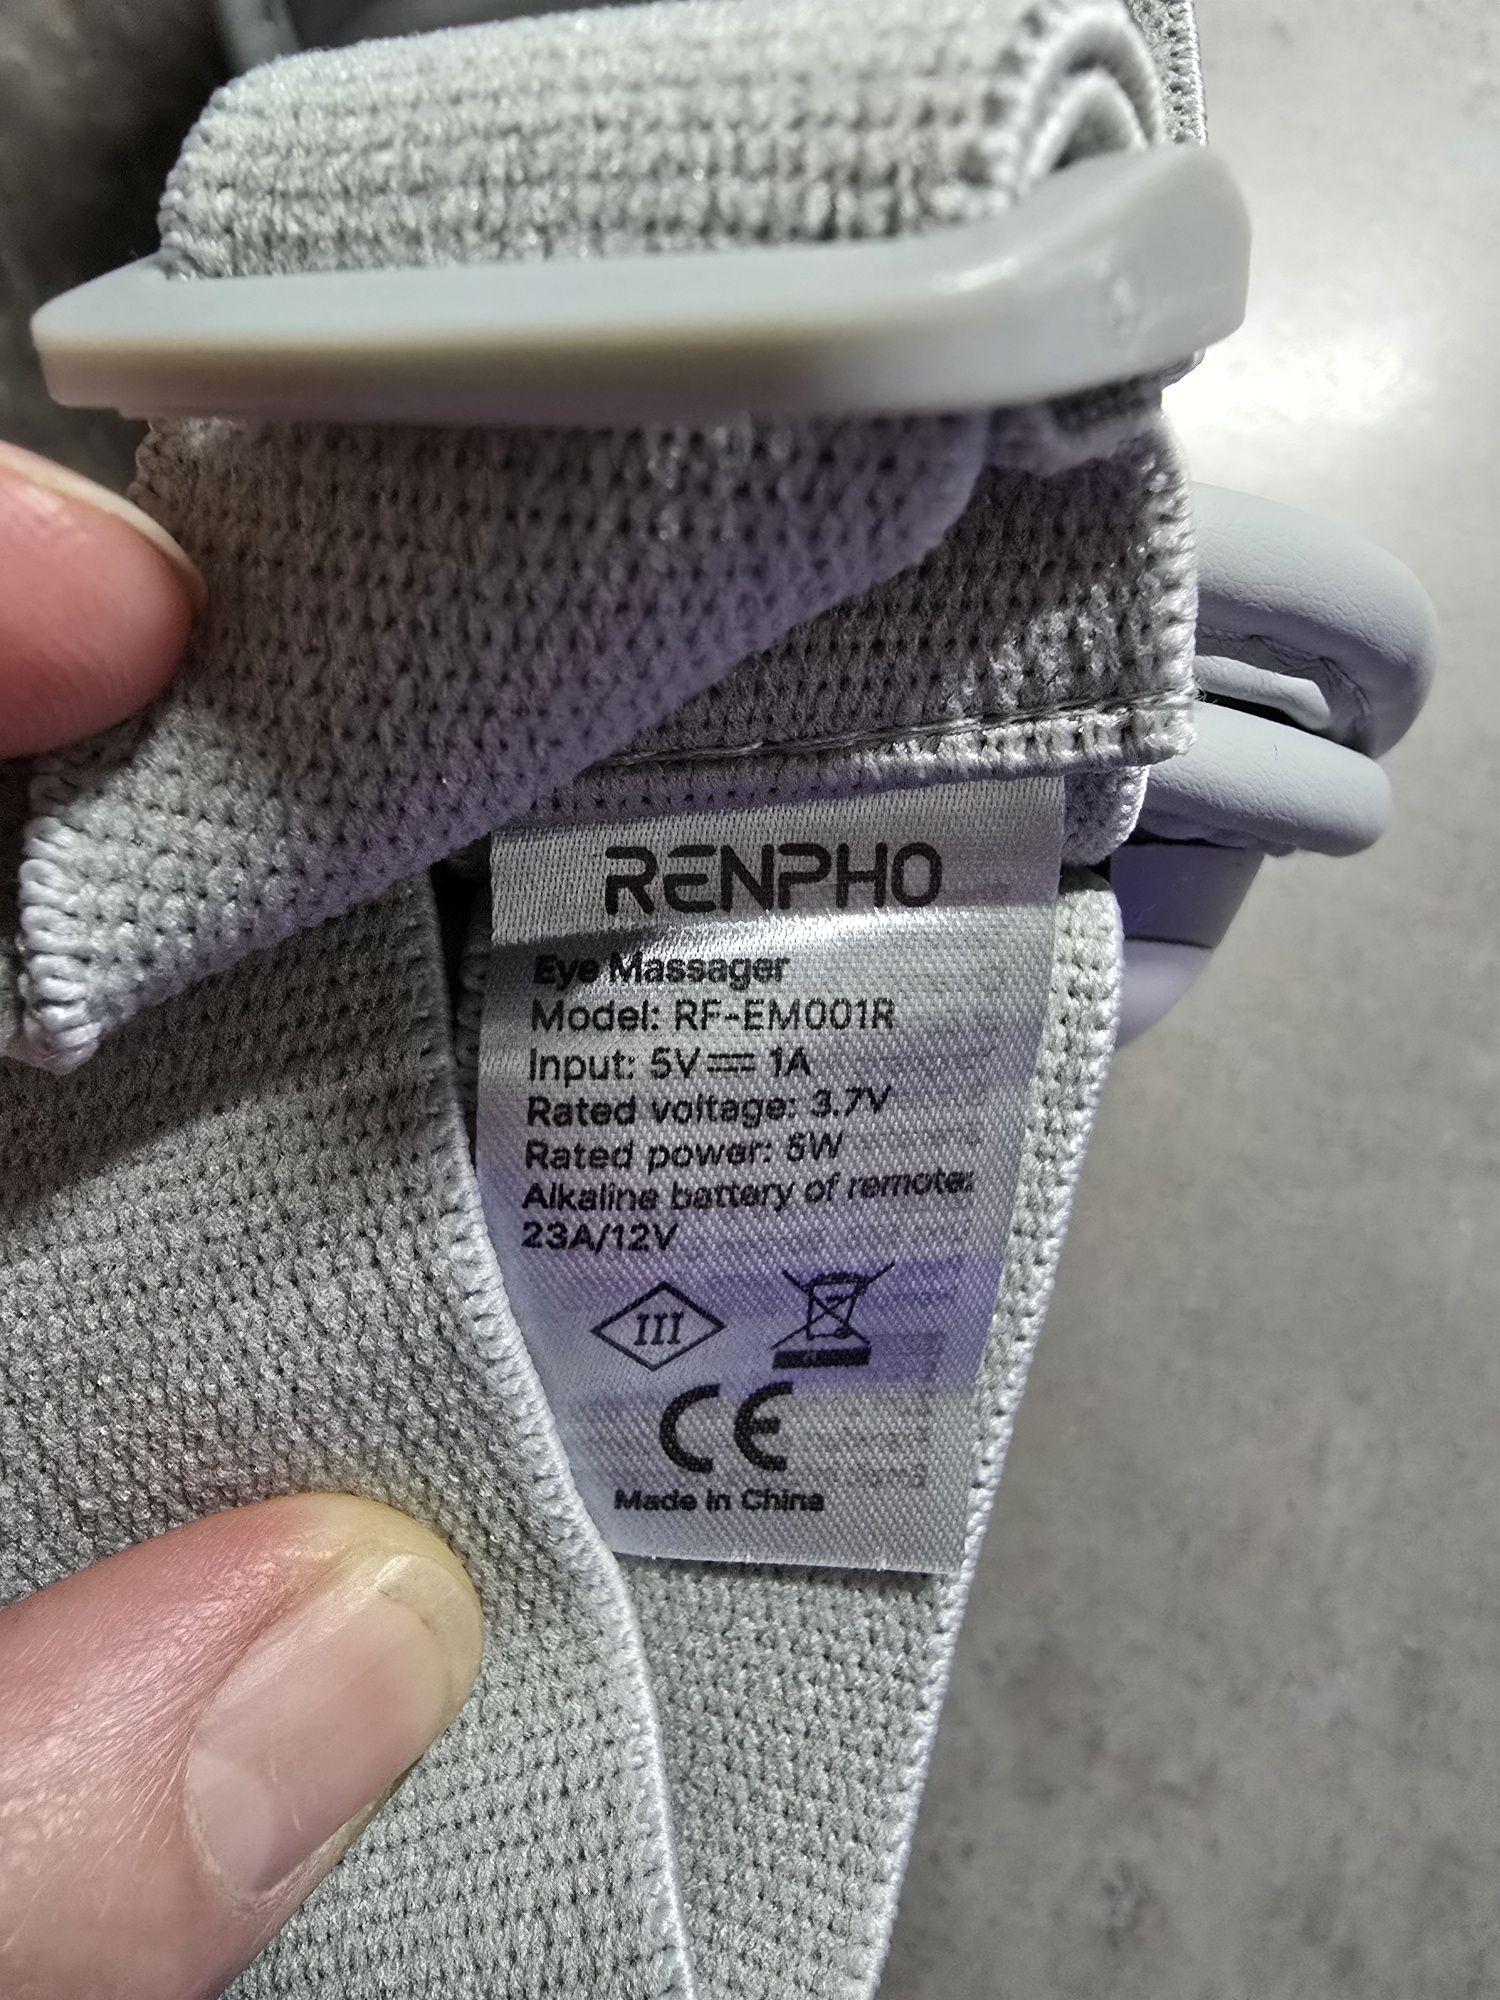 RENPHO
Eye Massager
Model: RF-EM001R
Input: 5V⎓1A
Rated voltage: 3.7V
Rated power: 5W
Alkaline battery of remote:
23A/12V
III
CE
Made in China